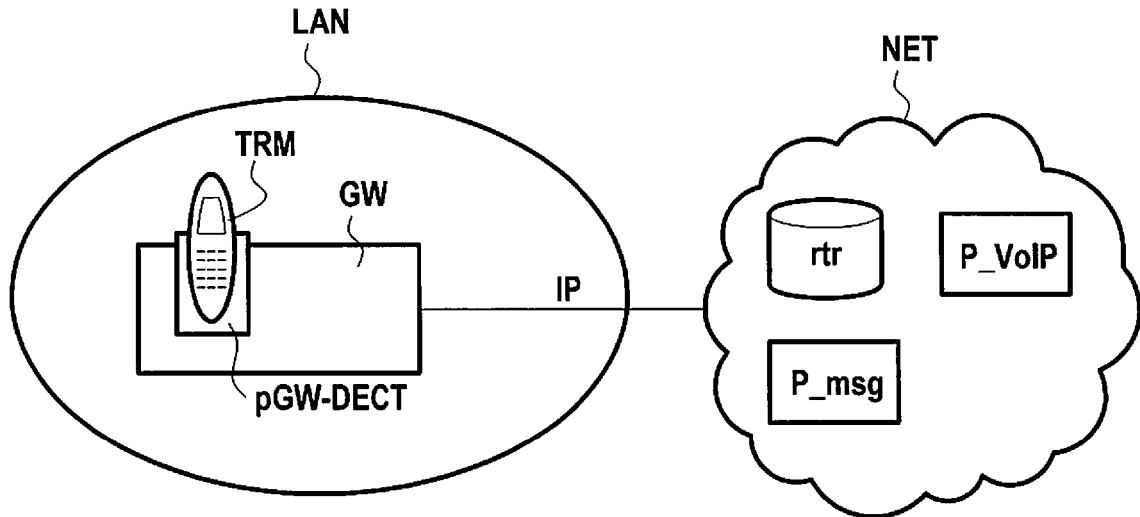 LAN
NET
TRM
GW
rtr
P_VoIP
IP
P_msg
pGW-DECT